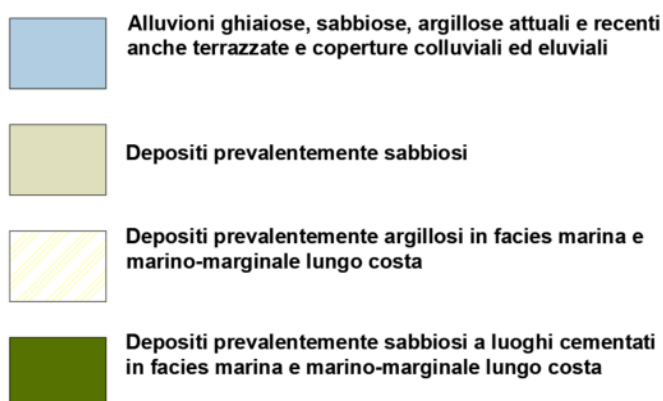 Alluvioni ghiaiose, sabbiose, argillose attuali e recenti
anche terrazzate e coperture colluviali ed eluviali
Depositi prevalentemente sabbiosi
Depositi prevalentemente argillosi in facies marina e
marino-marginale lungo costa
Depositi prevalentemente sabbiosi a luoghi cementati
in facies marina e marino-marginale lungo costa